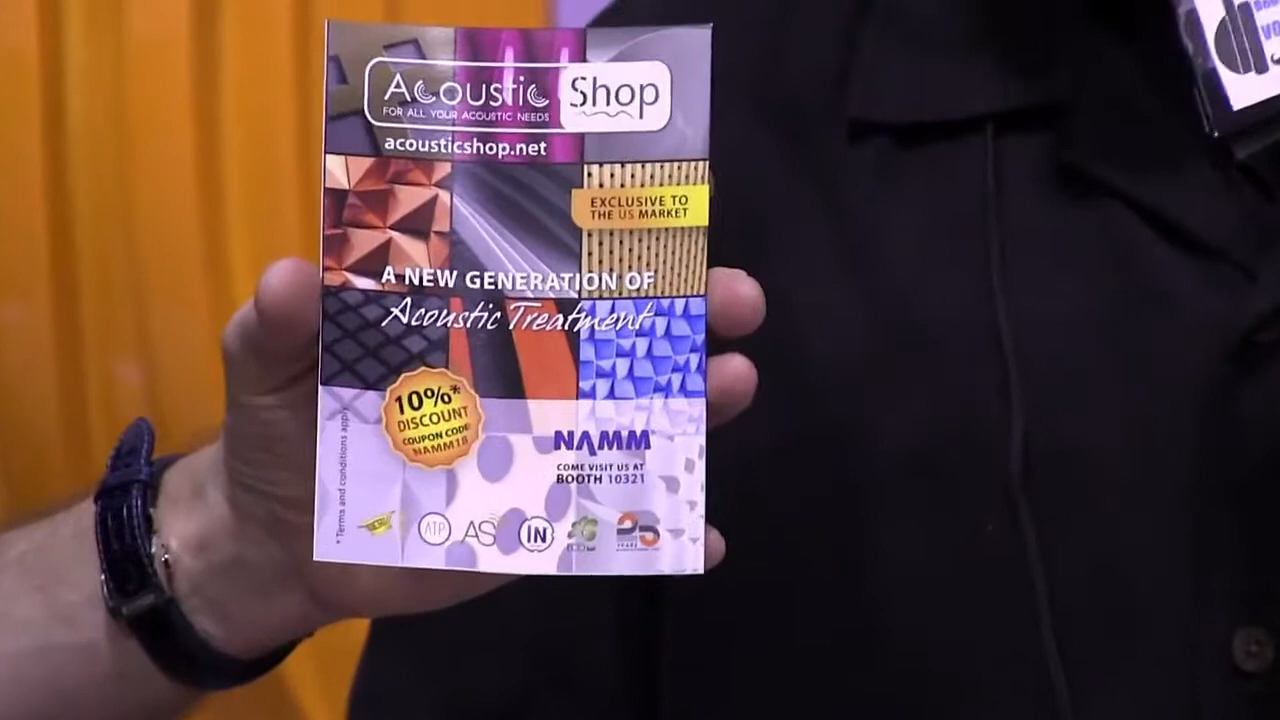 Acoustic Shop
FOR ALL YOUR ACOUSTIC NEEDS
acousticshop.net
EXCLUSIVE TO
THE US MARKET
A NEW GENERATION OF
Acoustic Treatment
10%*
DISCOUNT
COUPON CODE:
NAMM18
* Terms and conditions apply
NAMM
COME VISIT US AT
BOOTH 10321
ATP
AS
IN
25
YEARS